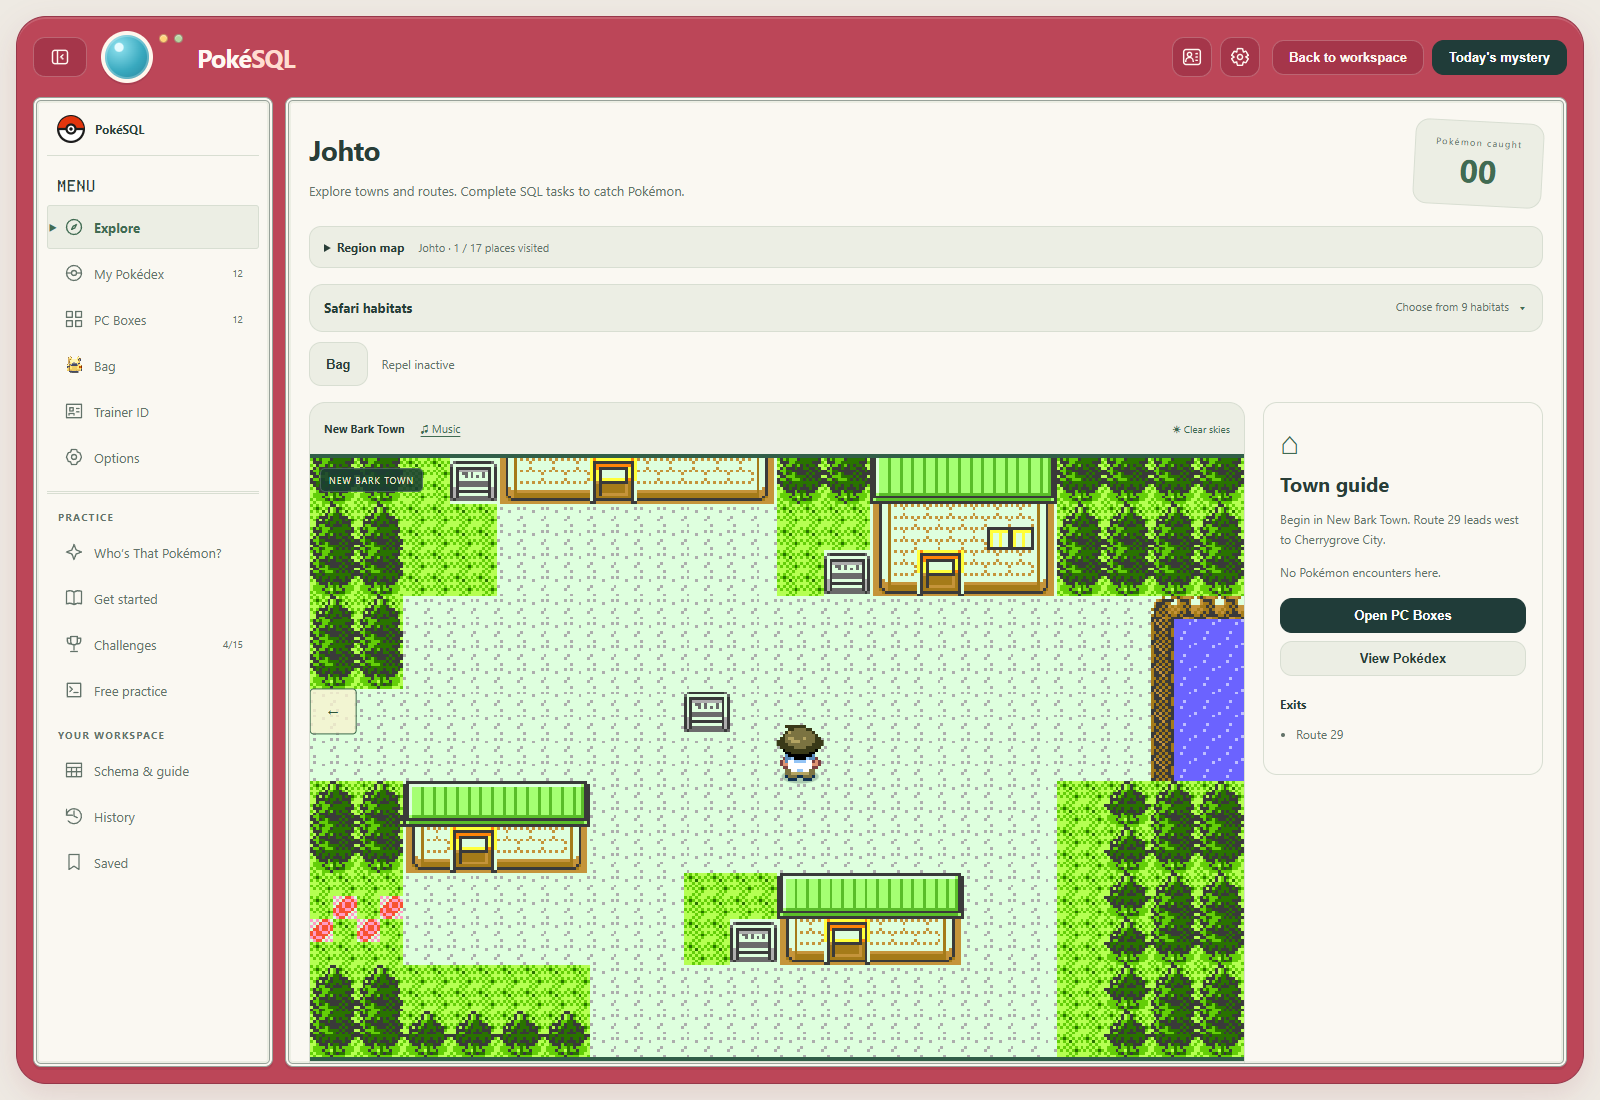 PokéSQL
Back to workspace
Today's mystery
PokéSQL
MENU
Explore
My Pokédex 12
PC Boxes 12
Bag
Trainer ID
Options
PRACTICE
Who's That Pokémon?
Get started
Challenges 4/15
Free practice
YOUR WORKSPACE
Schema & guide
History
Saved
Johto
Explore towns and routes. Complete SQL tasks to catch Pokémon.
Pokémon caught
00
Region map Johto · 1 / 17 places visited
Safari habitats Choose from 9 habitats
Bag Repel inactive
New Bark Town ♫ Music ☀ Clear skies
NEW BARK TOWN
←
Town guide
Begin in New Bark Town. Route 29 leads west
to Cherrygrove City.
No Pokémon encounters here.
Open PC Boxes
View Pokédex
Exits
• Route 29